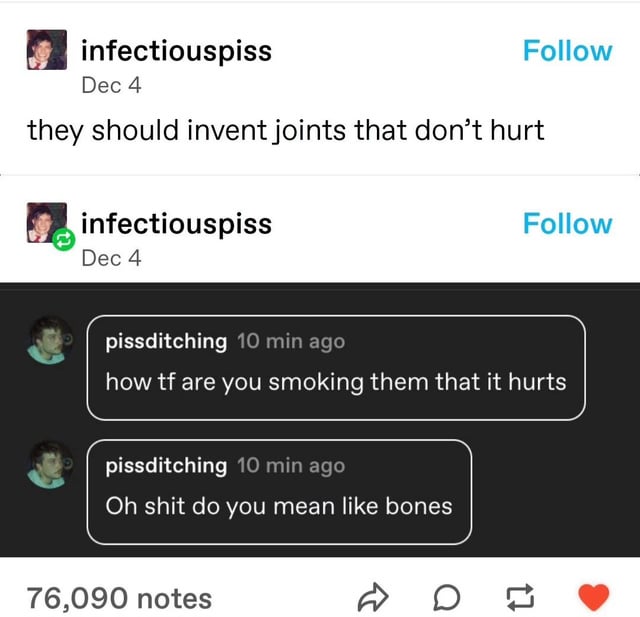 infectiouspiss Follow
Dec 4
they should invent joints that don't hurt
infectiouspiss Follow
Dec 4
pissditching 10 min ago
how tf are you smoking them that it hurts
pissditching 10 min ago
Oh shit do you mean like bones
76,090 notes